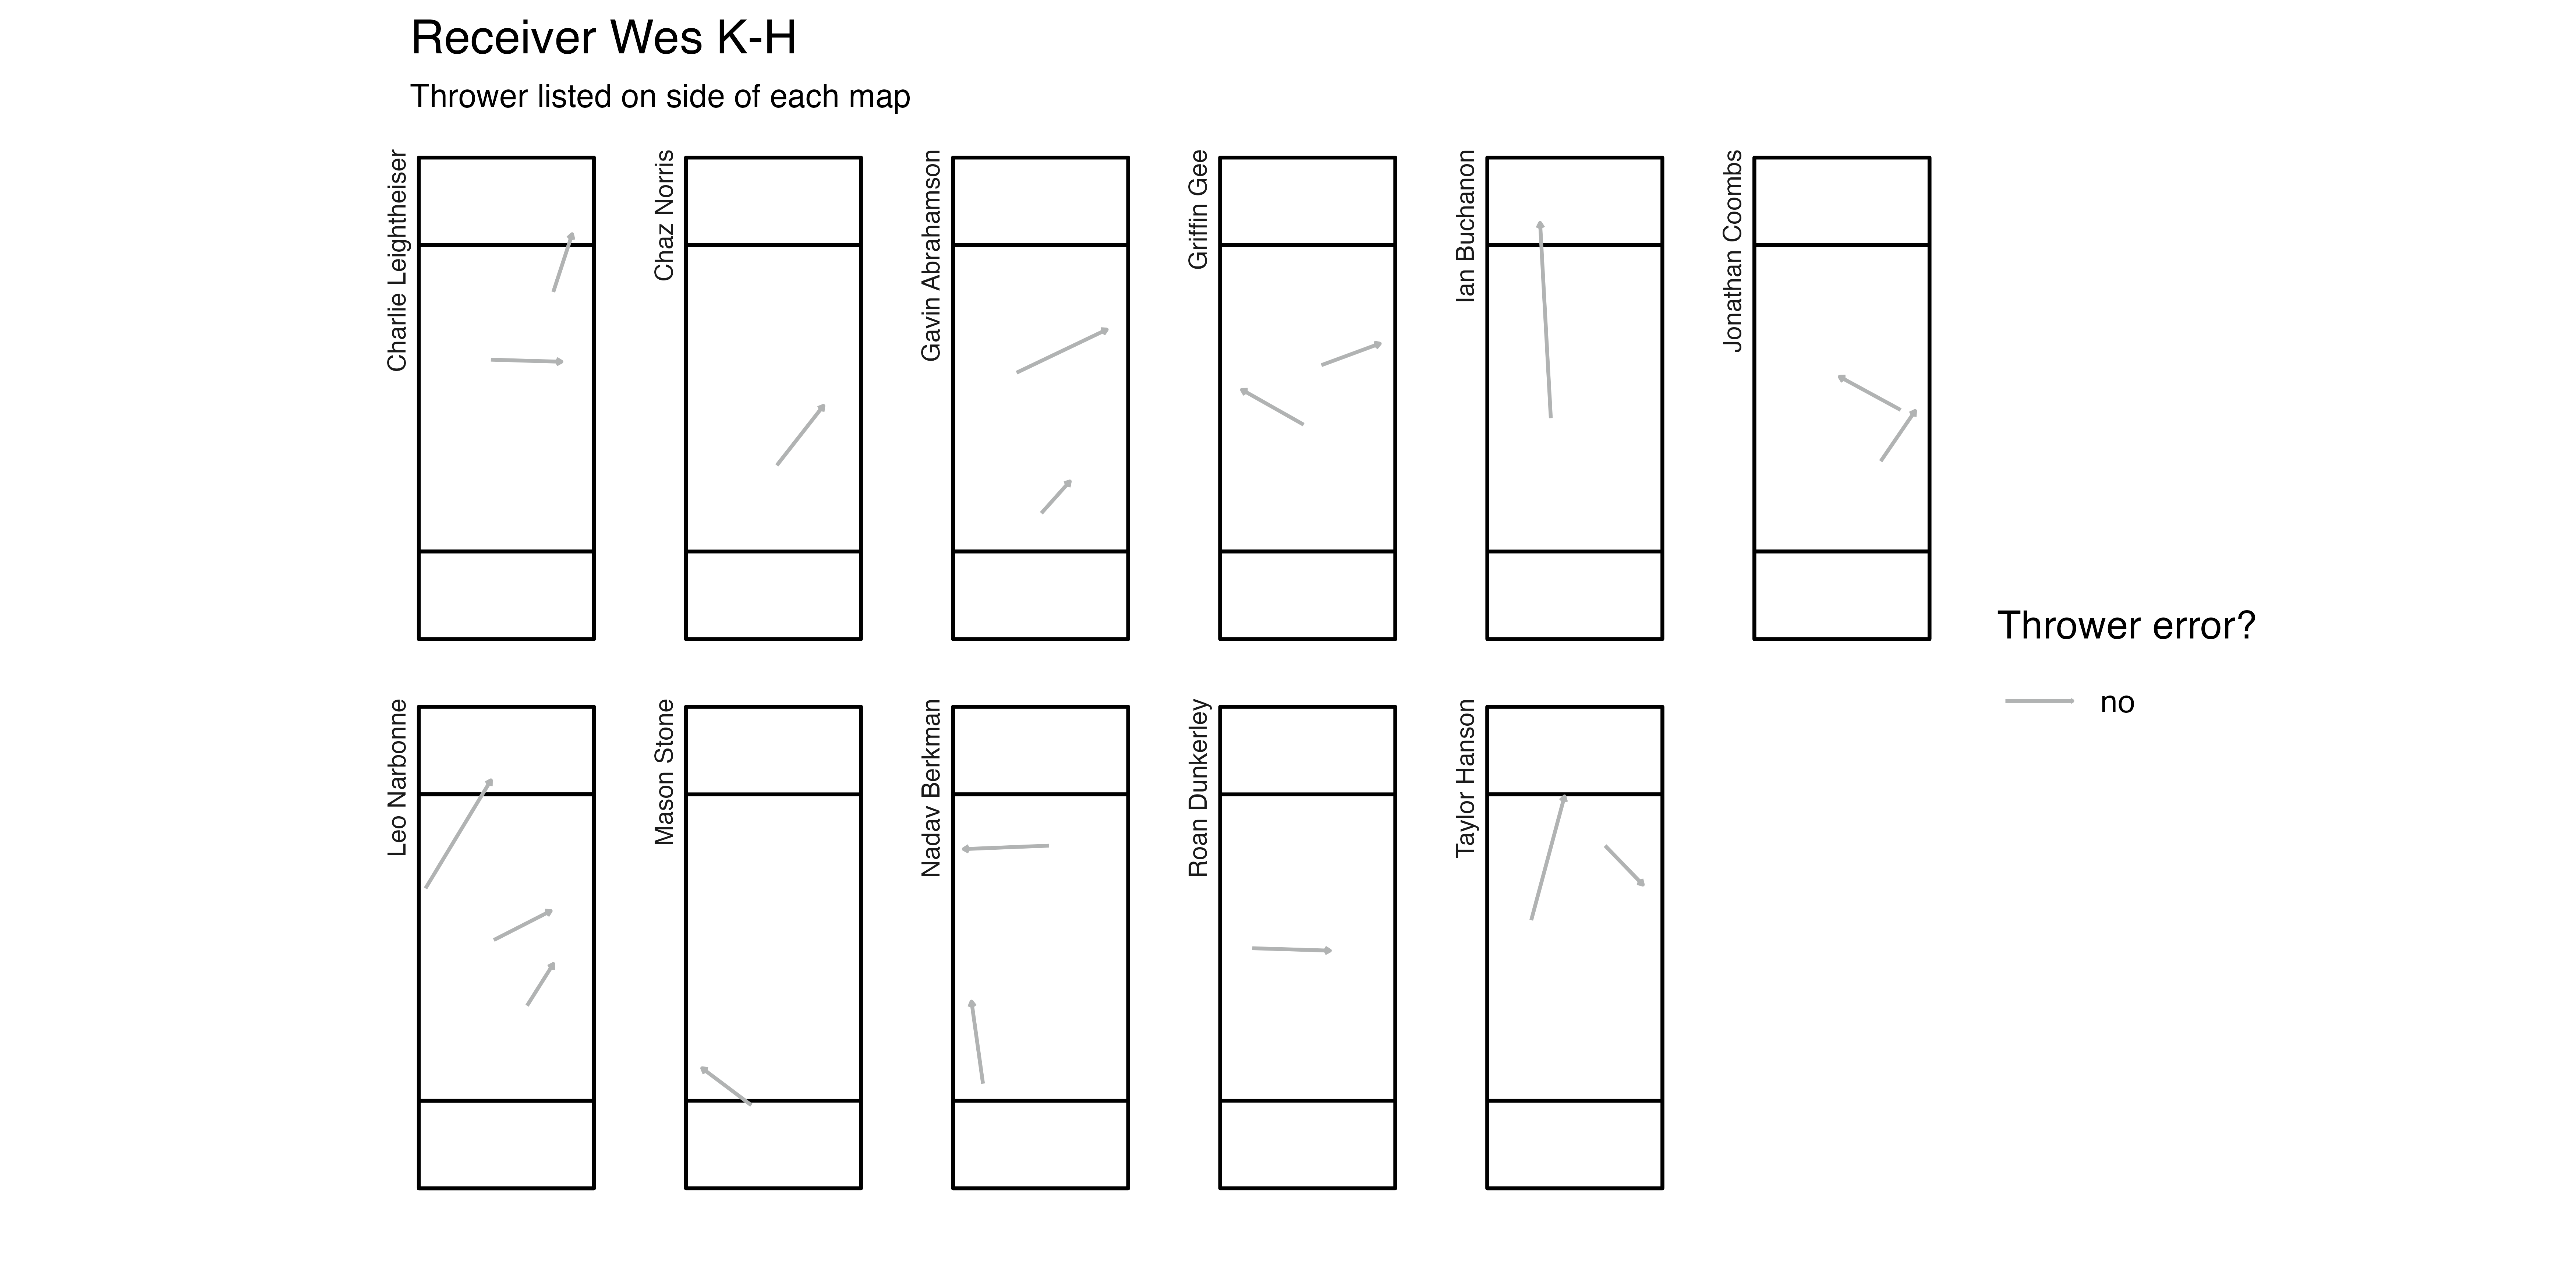 Receiver Wes K-H
Thrower listed on side of each map
Charlie Leightheiser
Chaz Norris
Gavin Abrahamson
Griffin Gee
Ian Buchanon
Jonathan Coombs
Thrower error?
no
Leo Narbonne
Mason Stone
Nadav Berkman
Roan Dunkerley
Taylor Hanson